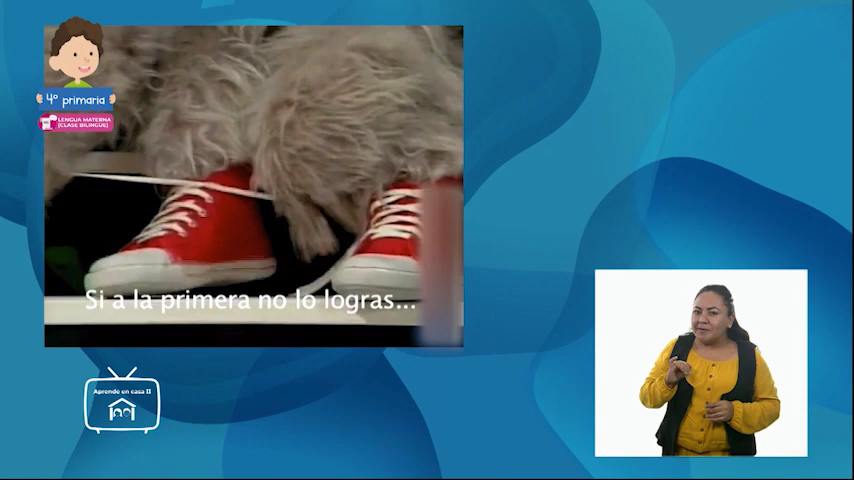 4º primaria
LENGUA MATERNA
(CLASE BILINGÜE)
Si a la primera no lo logras...
Aprende en casa II